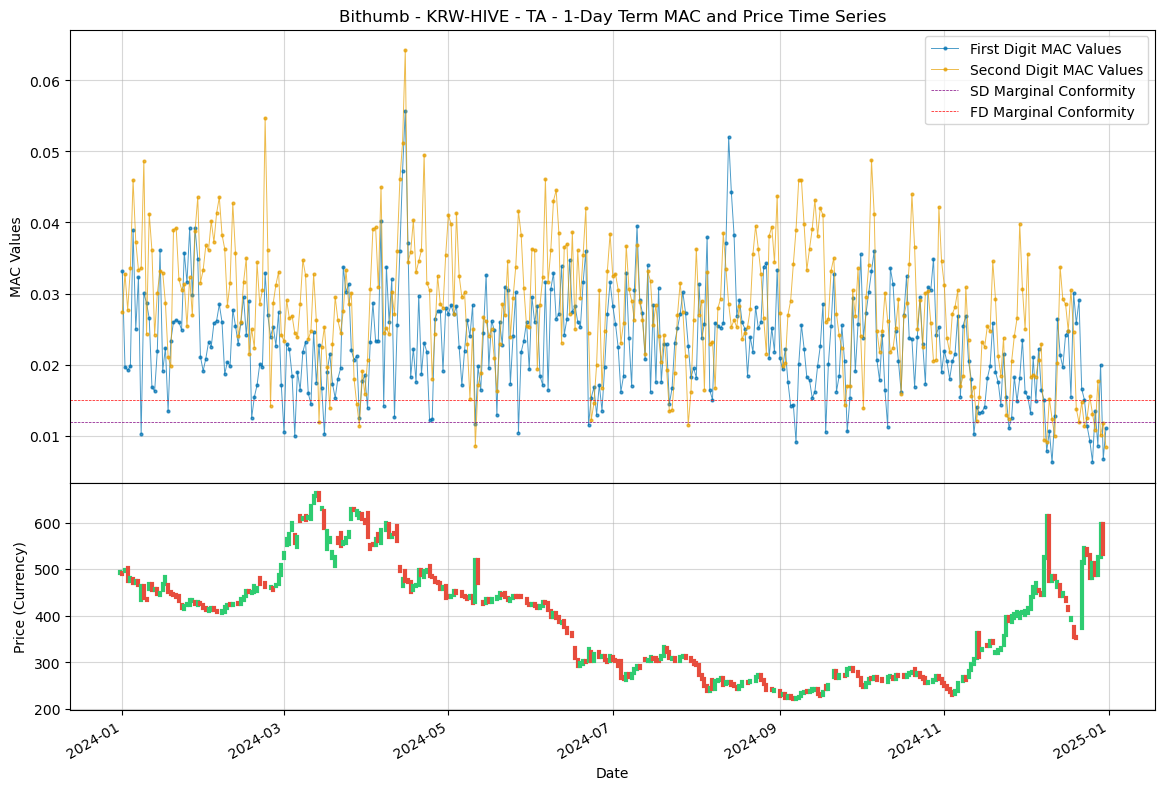 Bithumb - KRW-HIVE - TA - 1-Day Term MAC and Price Time Series
First Digit MAC Values
Second Digit MAC Values
SD Marginal Conformity
FD Marginal Conformity
MAC Values
0.06
0.05
0.04
0.03
0.02
0.01
Price (Currency)
600
500
400
300
200
2024-01
2024-03
2024-05
2024-07
2024-09
2024-11
2025-01
Date